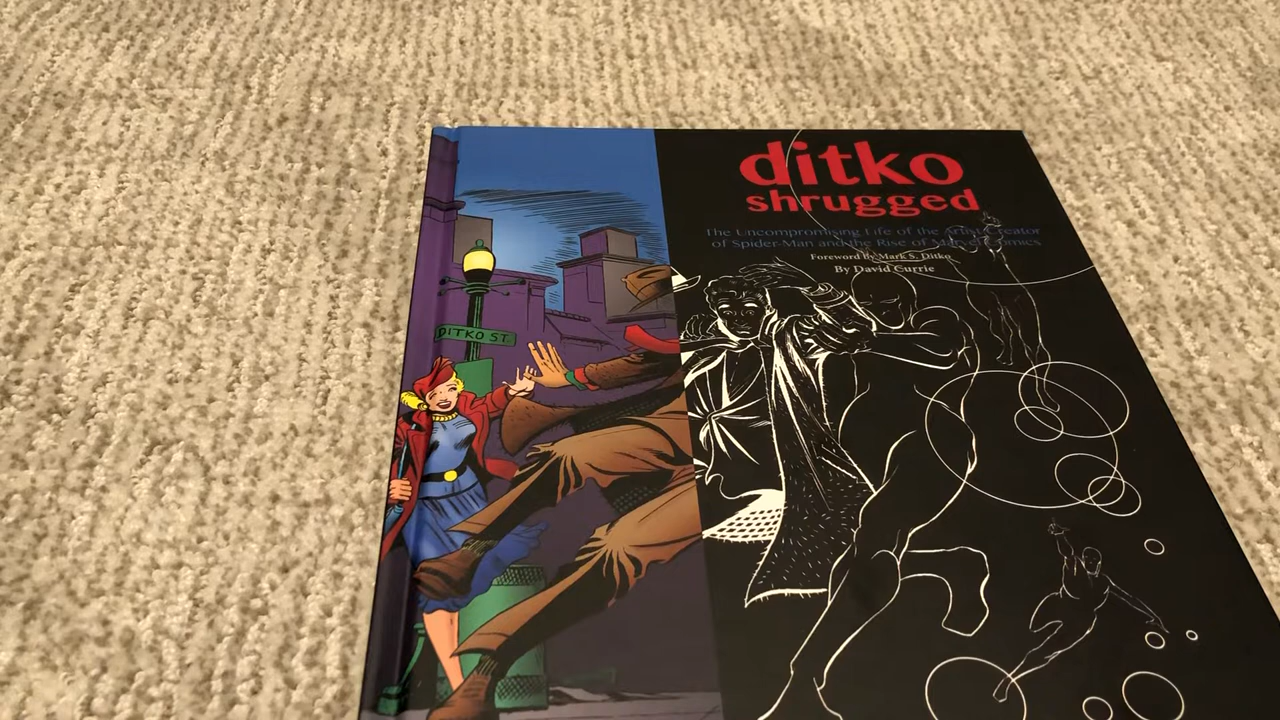 ditko
shrugged
The Uncompromising Life of the Artist, Creator
of Spider-Man and the Rise of Marvel Comics
Foreword by Mark S. Ditko
By David Currie
DITKO ST.